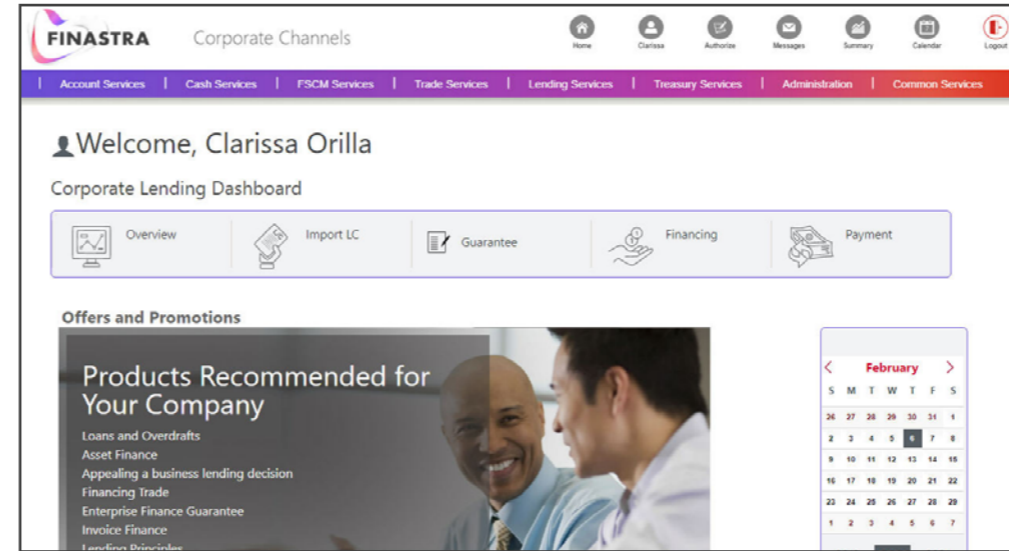 FINASTRA Corporate Channels
Home Clarissa Authorize Messages Summary Calendar Logout
| Account Services | Cash Services | FSCM Services | Trade Services | Lending Services | Treasury Services | Administration | Common Services
Welcome, Clarissa Orilla
Corporate Lending Dashboard
Overview Import LC Guarantee Financing Payment
Offers and Promotions
Products Recommended for
Your Company
Loans and Overdrafts
Asset Finance
Appealing a business lending decision
Financing Trade
Enterprise Finance Guarantee
Invoice Finance
Lending Principles
< February >
S M T W T F S
26 27 28 29 30 31 1
2 3 4 5 6 7 8
9 10 11 12 13 14 15
16 17 18 19 20 21 22
23 24 25 26 27 28 29
1 2 3 4 5 6 7